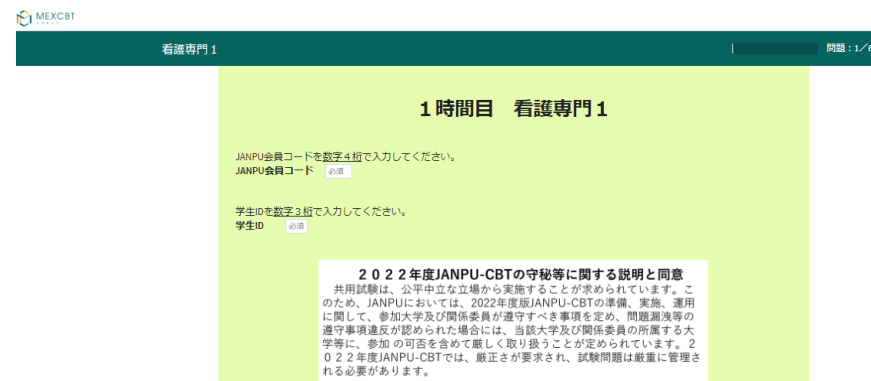 MEXCBT
看護専門１
問題：1／6
１時間目　看護専門１
JANPU会員コードを数字４桁で入力してください。
JANPU会員コード 必須
学生IDを数字３桁で入力してください。
学生ID 必須
２０２２年度JANPU-CBTの守秘等に関する説明と同意
共用試験は、公平中立な立場から実施することが求められています。こ
のため、JANPUにおいては、2022年度版JANPU-CBTの準備、実施、運用
に関して、参加大学及び関係委員が遵守すべき事項を定め、問題漏洩等の
遵守事項違反が認められた場合には、当該大学及び関係委員の所属する大
学等に、参加 の可否を含めて厳しく取り扱うことが定められています。２
０２２年度JANPU-CBTでは、厳正さが要求され、試験問題は厳重に管理さ
れる必要があります。